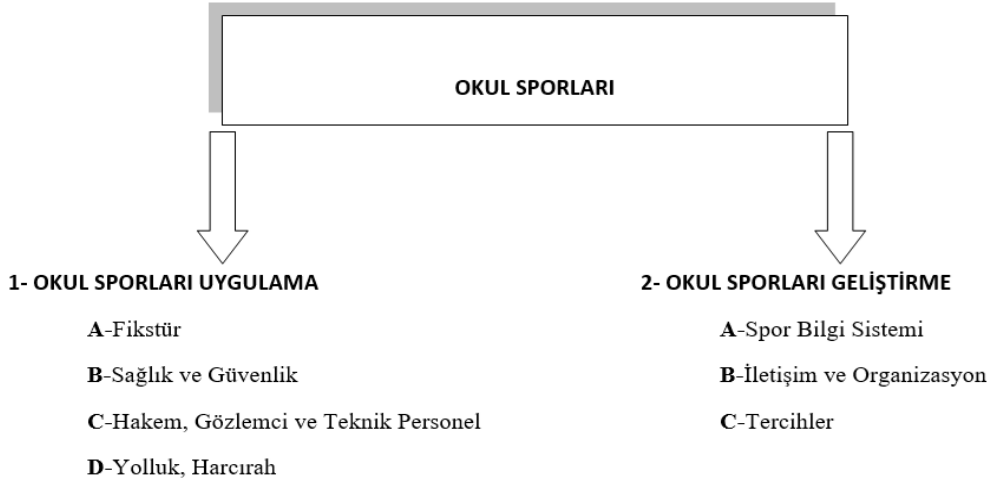 OKUL SPORLARI
1- OKUL SPORLARI UYGULAMA
A-Fikstür
B-Sağlık ve Güvenlik
C-Hakem, Gözlemci ve Teknik Personel
D-Yolluk, Harcırah
2- OKUL SPORLARI GELİŞTİRME
A-Spor Bilgi Sistemi
B-İletişim ve Organizasyon
C-Tercihler